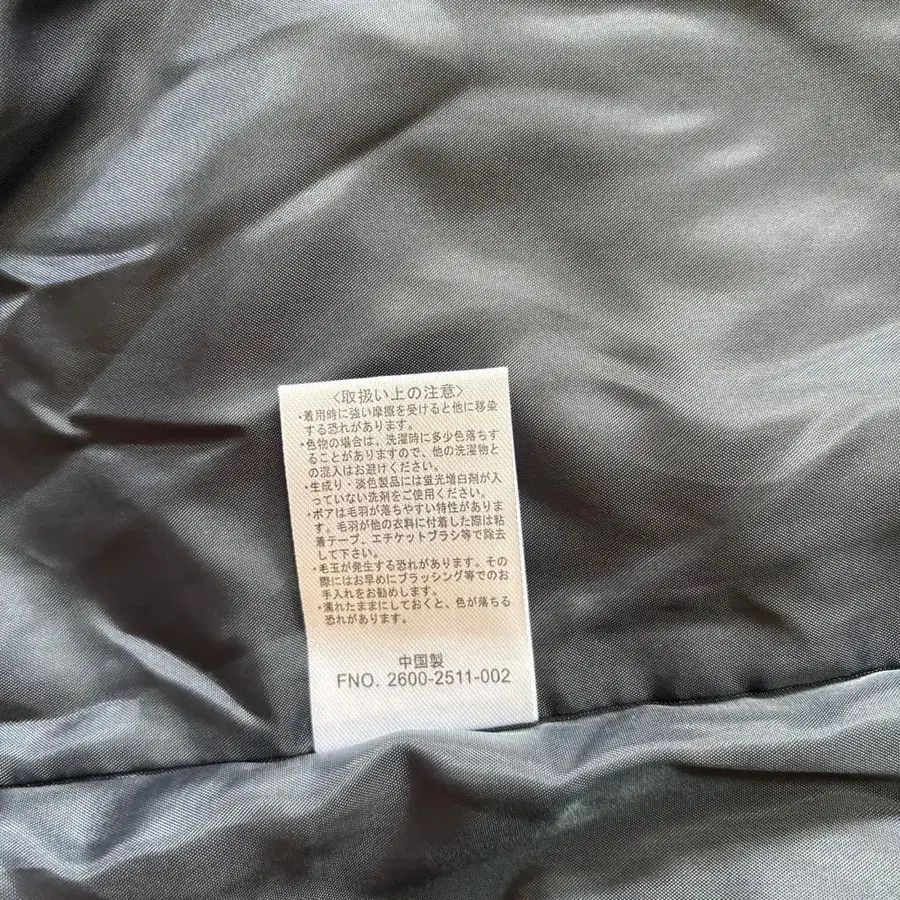 〈取扱い上の注意〉
・着用時に強い摩擦を受けると他に移染
する恐れがあります。
・色物の場合は、洗濯時に多少色落ちす
ることがありますので、他の洗濯物と
の混入はお避けください。
・生成り・淡色製品には蛍光増白剤が入
っていない洗剤をご使用ください。
・ボアは毛羽が落ちやすい特性がありま
す。毛羽が他の衣料に付着した際は粘
着テープ、エチケットブラシ等で除去
して下さい。
・毛玉が発生する恐れがあります。その
際にはお早めにブラッシング等でのお
手入れをお勧めします。
・濡れたままにしておくと、色が落ちる
恐れがあります。
中国製
FNO. 2600-2511-002